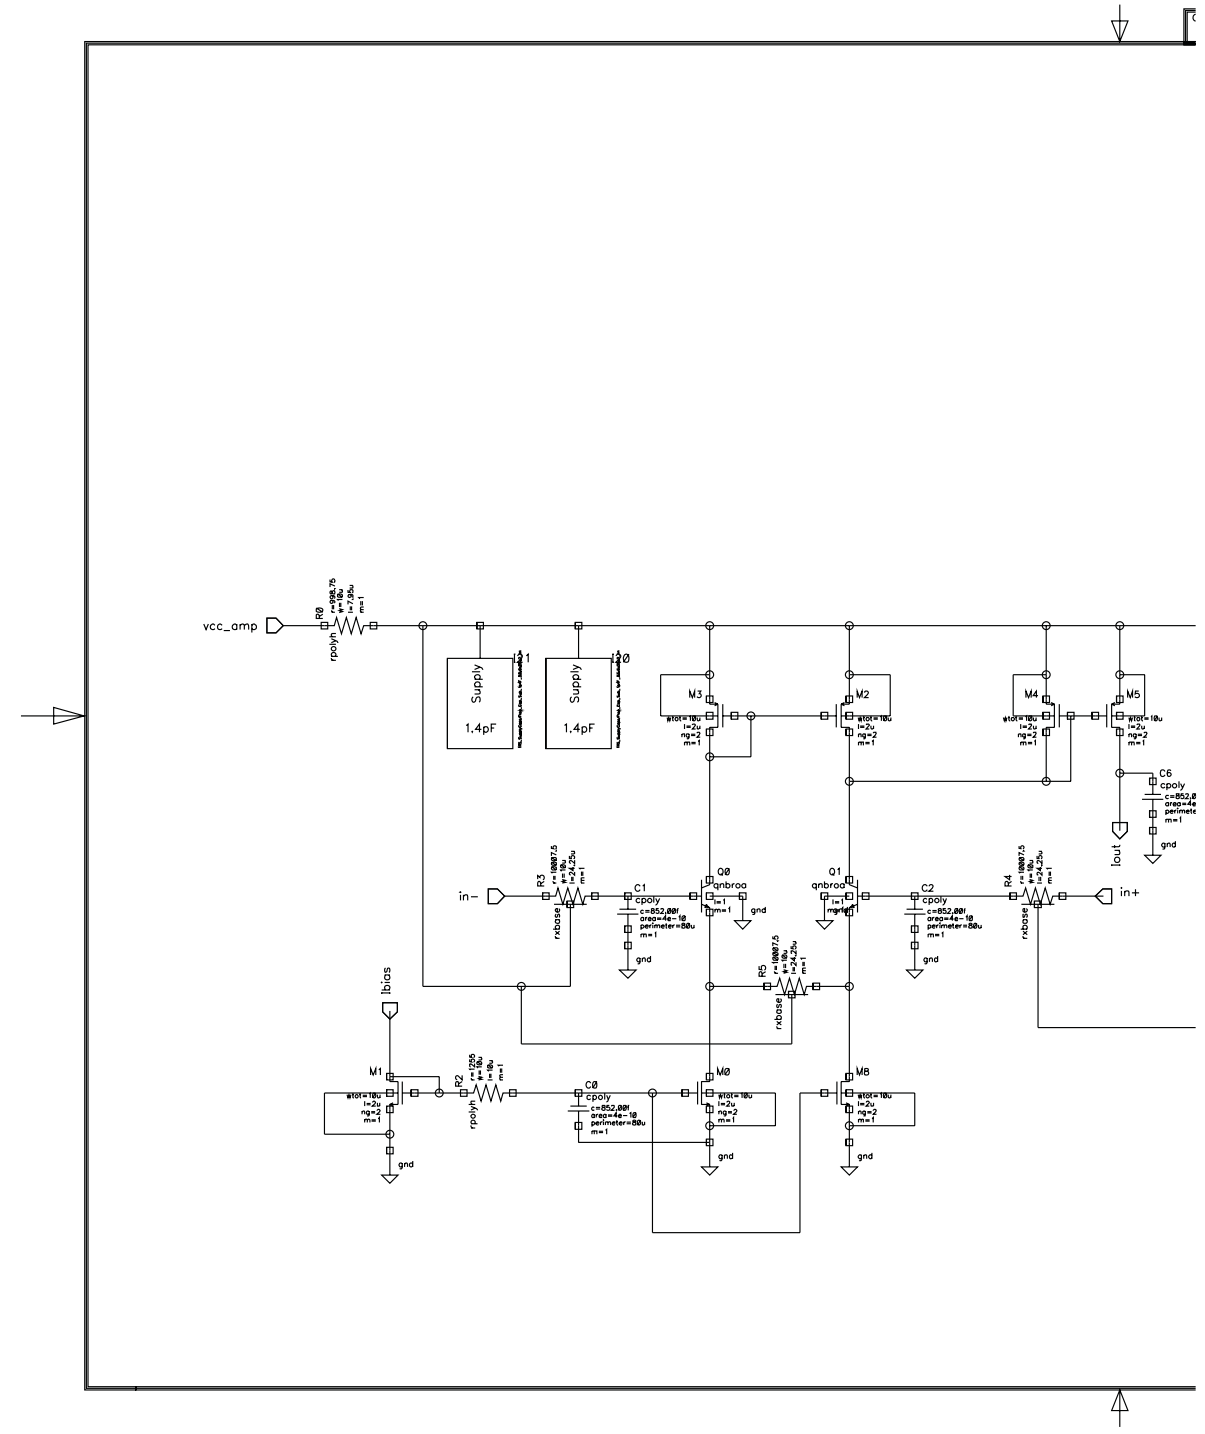 vcc_amp
R0
rpolyh
r=998.75
w=10u
l=7.95u
m=1
Supply
1.4pF
I21
Supply
1.4pF
I20
M3
wtot=10u
l=2u
ng=2
m=1
M2
wtot=10u
l=2u
ng=2
m=1
M4
wtot=10u
l=2u
ng=2
m=1
M5
wtot=10u
l=2u
ng=2
m=1
C6
cpoly
c=852.0
area=4e
perimete
m=1
gnd
Iout
in-
R3
rxbase
r=10007.5
w=10u
l=24.25u
m=1
C1
cpoly
c=852.00f
area=4e-10
perimeter=80u
m=1
gnd
Q0
qnbroa
l=1
m=1
gnd
Q1
qnbroa
l=1
C2
cpoly
c=852.00f
area=4e-10
perimeter=80u
m=1
gnd
R4
rxbase
r=10007.5
w=10u
l=24.25u
m=1
in+
R5
rxbase
r=10007.5
w=10u
l=24.25u
m=1
Ibias
M1
wtot=10u
l=2u
ng=2
m=1
gnd
R2
rpolyh
r=1255
w=10u
l=10u
m=1
C0
cpoly
c=852.00f
area=4e-10
perimeter=80u
m=1
M0
wtot=10u
l=2u
ng=2
m=1
gnd
M8
wtot=10u
l=2u
ng=2
m=1
gnd